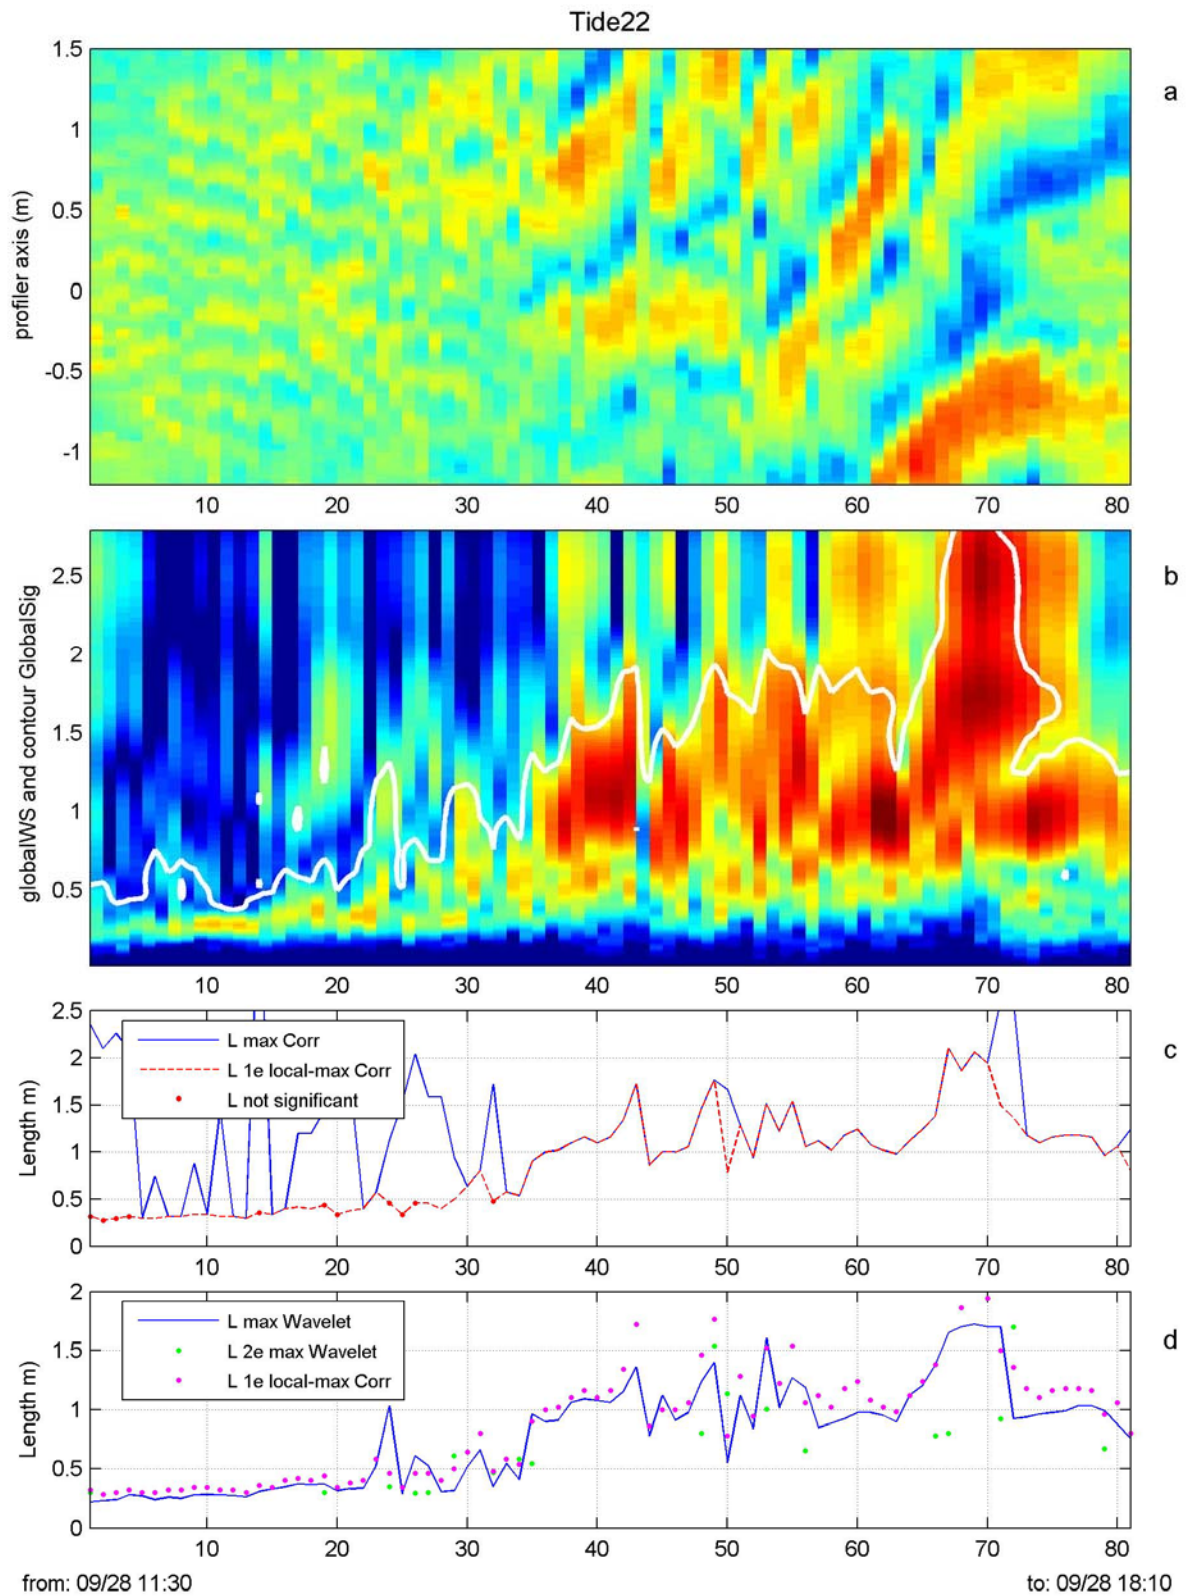 Tide22
a
profiler axis (m)
1.5
1
0.5
0
-0.5
-1
10 20 30 40 50 60 70 80
b
globalWS and contour GlobalSig
2.5
2
1.5
1
0.5
10 20 30 40 50 60 70 80
c
Length m)
2.5
2
1.5
1
0.5
0
L max Corr
L 1e local-max Corr
L not significant
10 20 30 40 50 60 70 80
d
Length m)
2
1.5
1
0.5
0
L max Wavelet
L 2e max Wavelet
L 1e local-max Corr
10 20 30 40 50 60 70 80
from: 09/28 11:30 to: 09/28 18:10